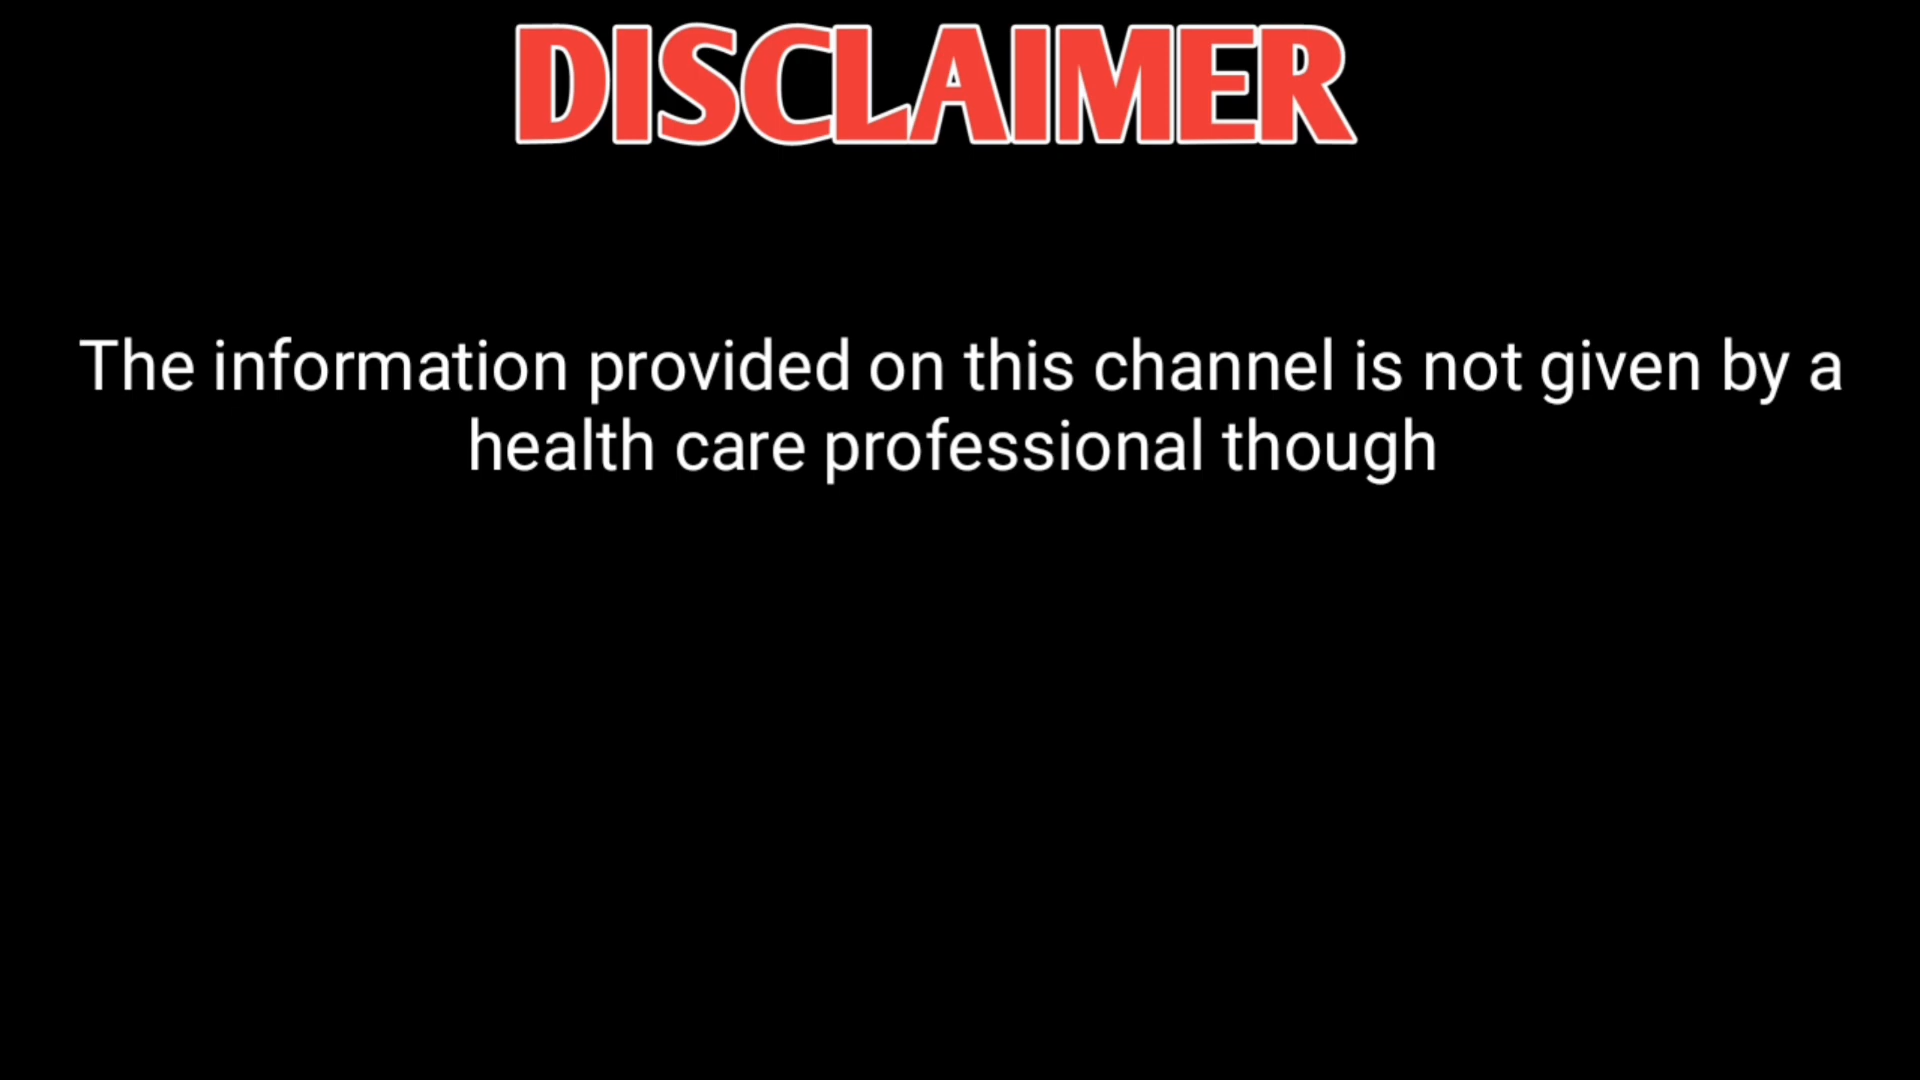 DISCLAIMER
The information provided on this channel is not given by a
health care professional though